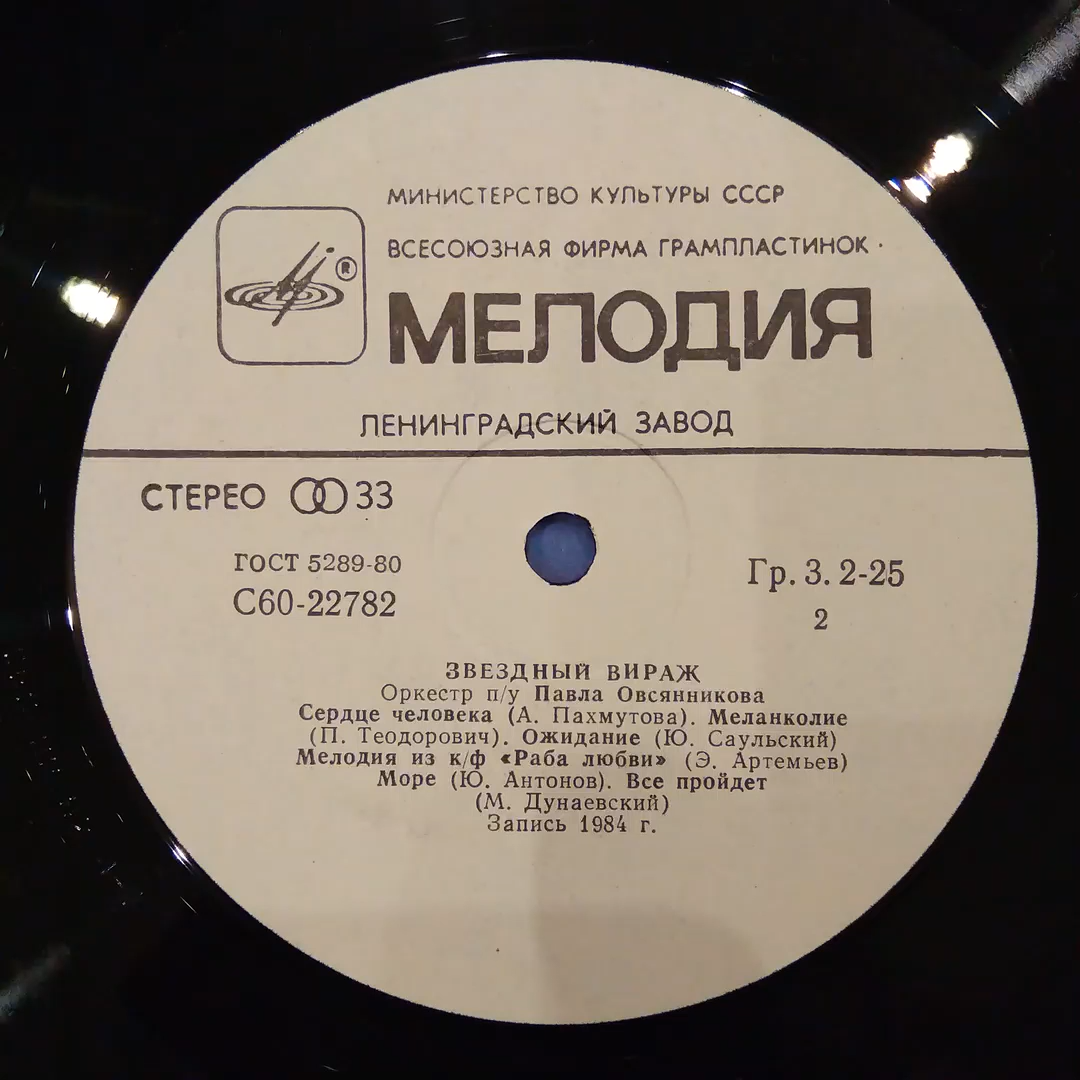 МИНИСТЕРСТВО КУЛЬТУРЫ СССР
ВСЕСОЮЗНАЯ ФИРМА ГРАМПЛАСТИНОК
®
МЕЛОДИЯ
ЛЕНИНГРАДСКИЙ ЗАВОД
СТЕРЕО 33
ГОСТ 5289-80
С60-22782
Гр. 3. 2-25
2
ЗВЕЗДНЫЙ ВИРАЖ
Оркестр п/у Павла Овсянникова
Сердце человека (А. Пахмутова). Меланколие
(П. Теодорович). Ожидание (Ю. Саульский)
Мелодия из к/ф «Раба любви» (Э. Артемьев)
Море (Ю. Антонов). Все пройдет
(М. Дунаевский)
Запись 1984 г.